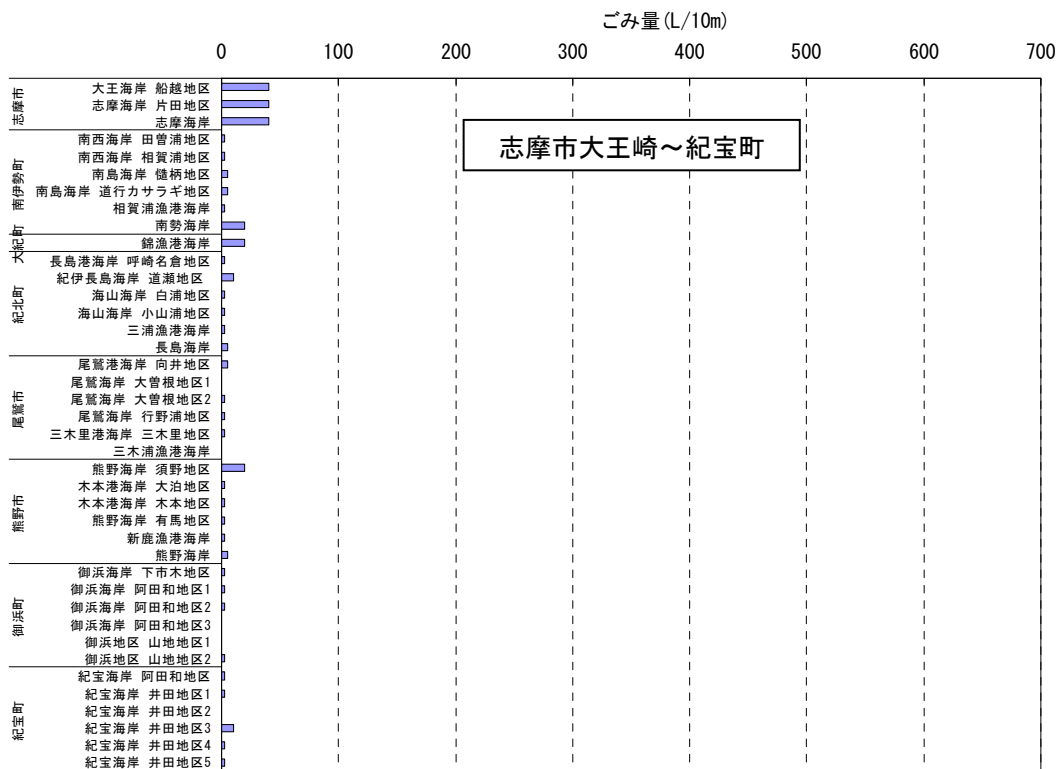 ごみ量(L/10m)
0 100 200 300 400 500 600 700
志摩市大王崎～紀宝町
志摩市
大王海岸 船越地区
志摩海岸 片田地区
志摩海岸
南伊勢町
南西海岸 田曽浦地区
南西海岸 相賀浦地区
南島海岸 慥柄地区
南島海岸 道行カサラギ地区
相賀浦漁港海岸
南勢海岸
大紀町
錦漁港海岸
紀北町
長島港海岸 呼崎名倉地区
紀伊長島海岸 道瀬地区
海山海岸 白浦地区
海山海岸 小山浦地区
三浦漁港海岸
長島海岸
尾鷲市
尾鷲港海岸 向井地区
尾鷲海岸 大曽根地区1
尾鷲海岸 大曽根地区2
尾鷲海岸 行野浦地区
三木里港海岸 三木里地区
三木浦漁港海岸
熊野市
熊野海岸 須野地区
木本港海岸 大泊地区
木本港海岸 木本地区
熊野海岸 有馬地区
新鹿漁港海岸
熊野海岸
御浜町
御浜海岸 下市木地区
御浜海岸 阿田和地区1
御浜海岸 阿田和地区2
御浜海岸 阿田和地区3
御浜地区 山地地区1
御浜地区 山地地区2
紀宝町
紀宝海岸 阿田和地区
紀宝海岸 井田地区1
紀宝海岸 井田地区2
紀宝海岸 井田地区3
紀宝海岸 井田地区4
紀宝海岸 井田地区5